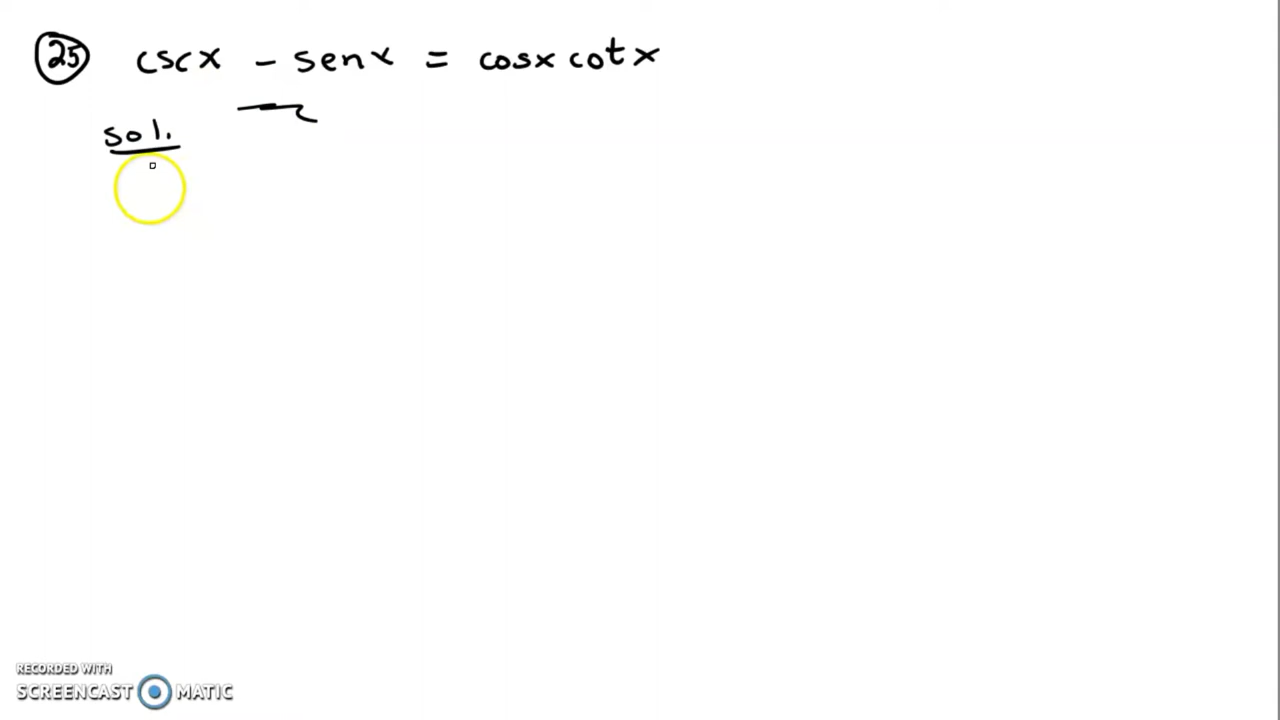 25 cscx - senx = cosx cotx
sol.
RECORDED WITH
SCREENCAST MATIC